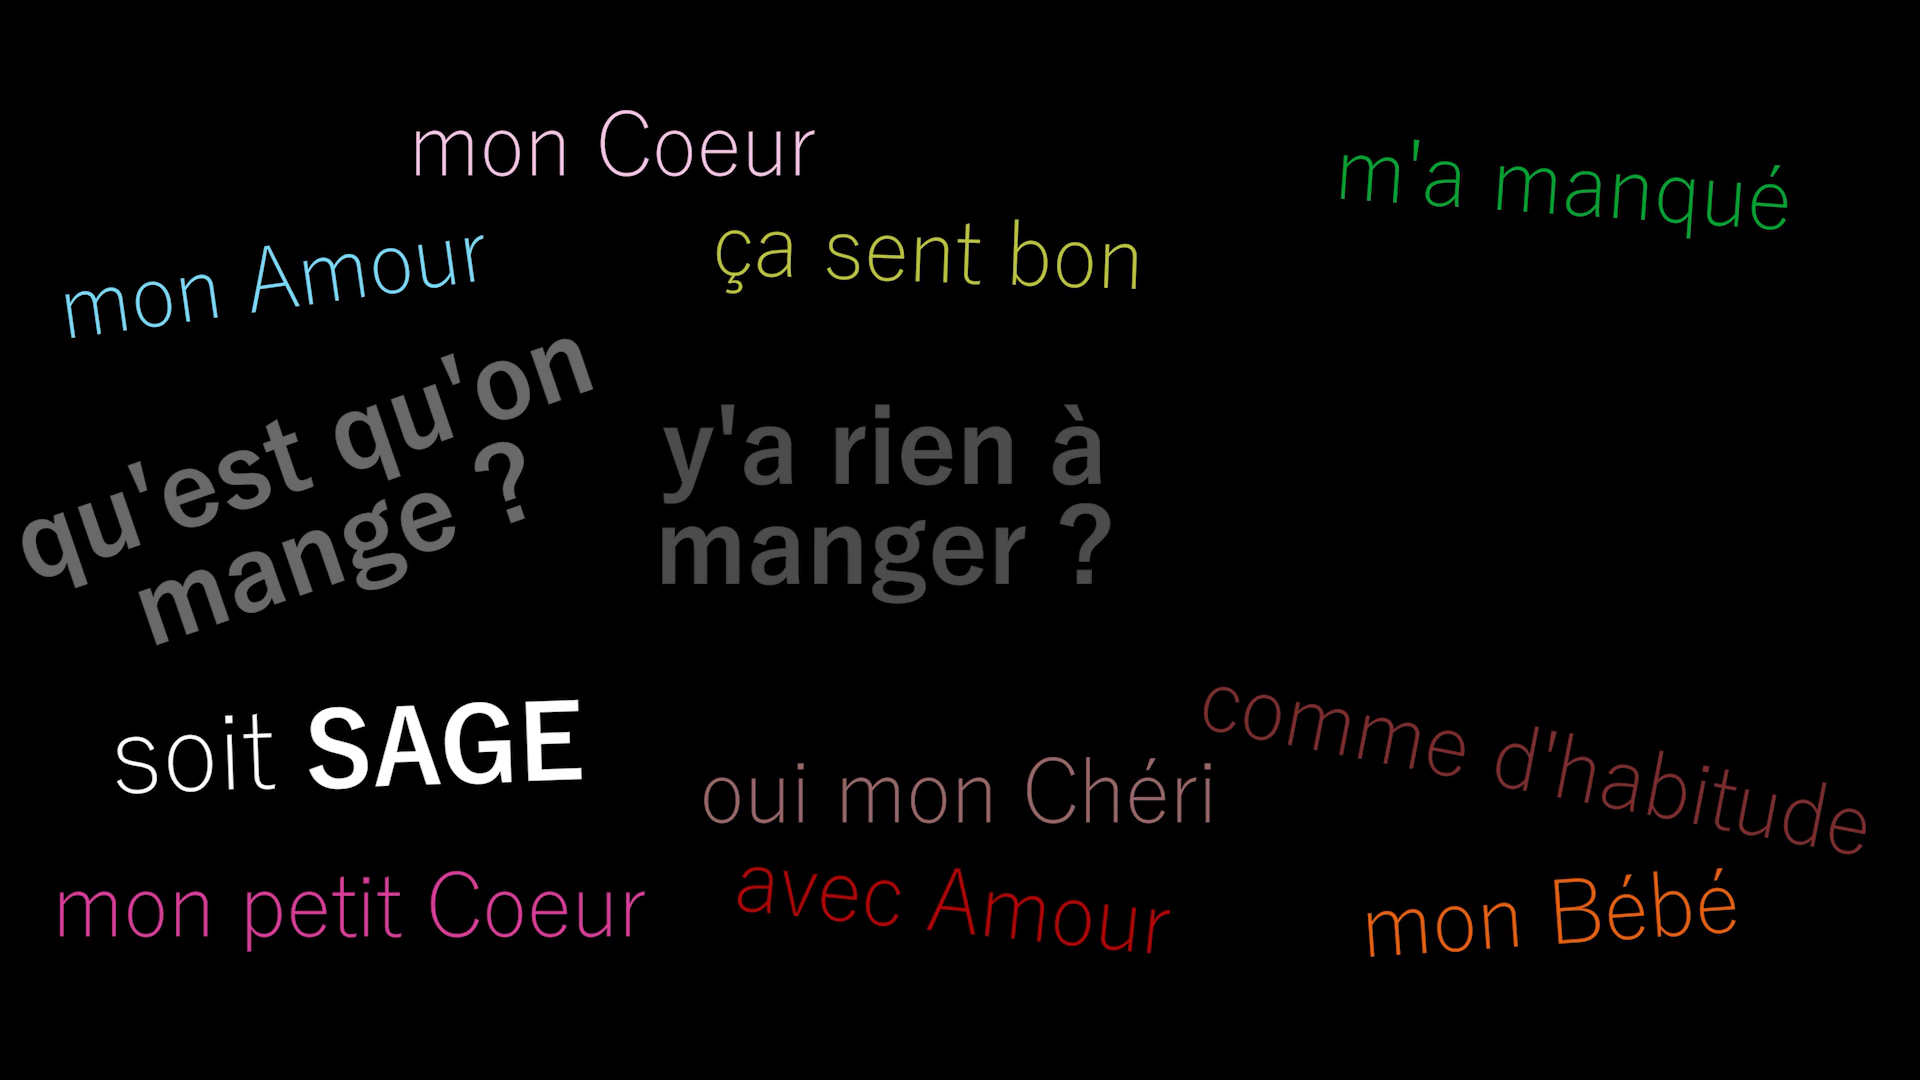 mon Coeur
m'a manqué
mon Amour
ça sent bon
qu'est qu'on
mange ?
y'a rien à
manger ?
soit SAGE
oui mon Chéri
comme d'habitude
mon petit Coeur
avec Amour
mon Bébé